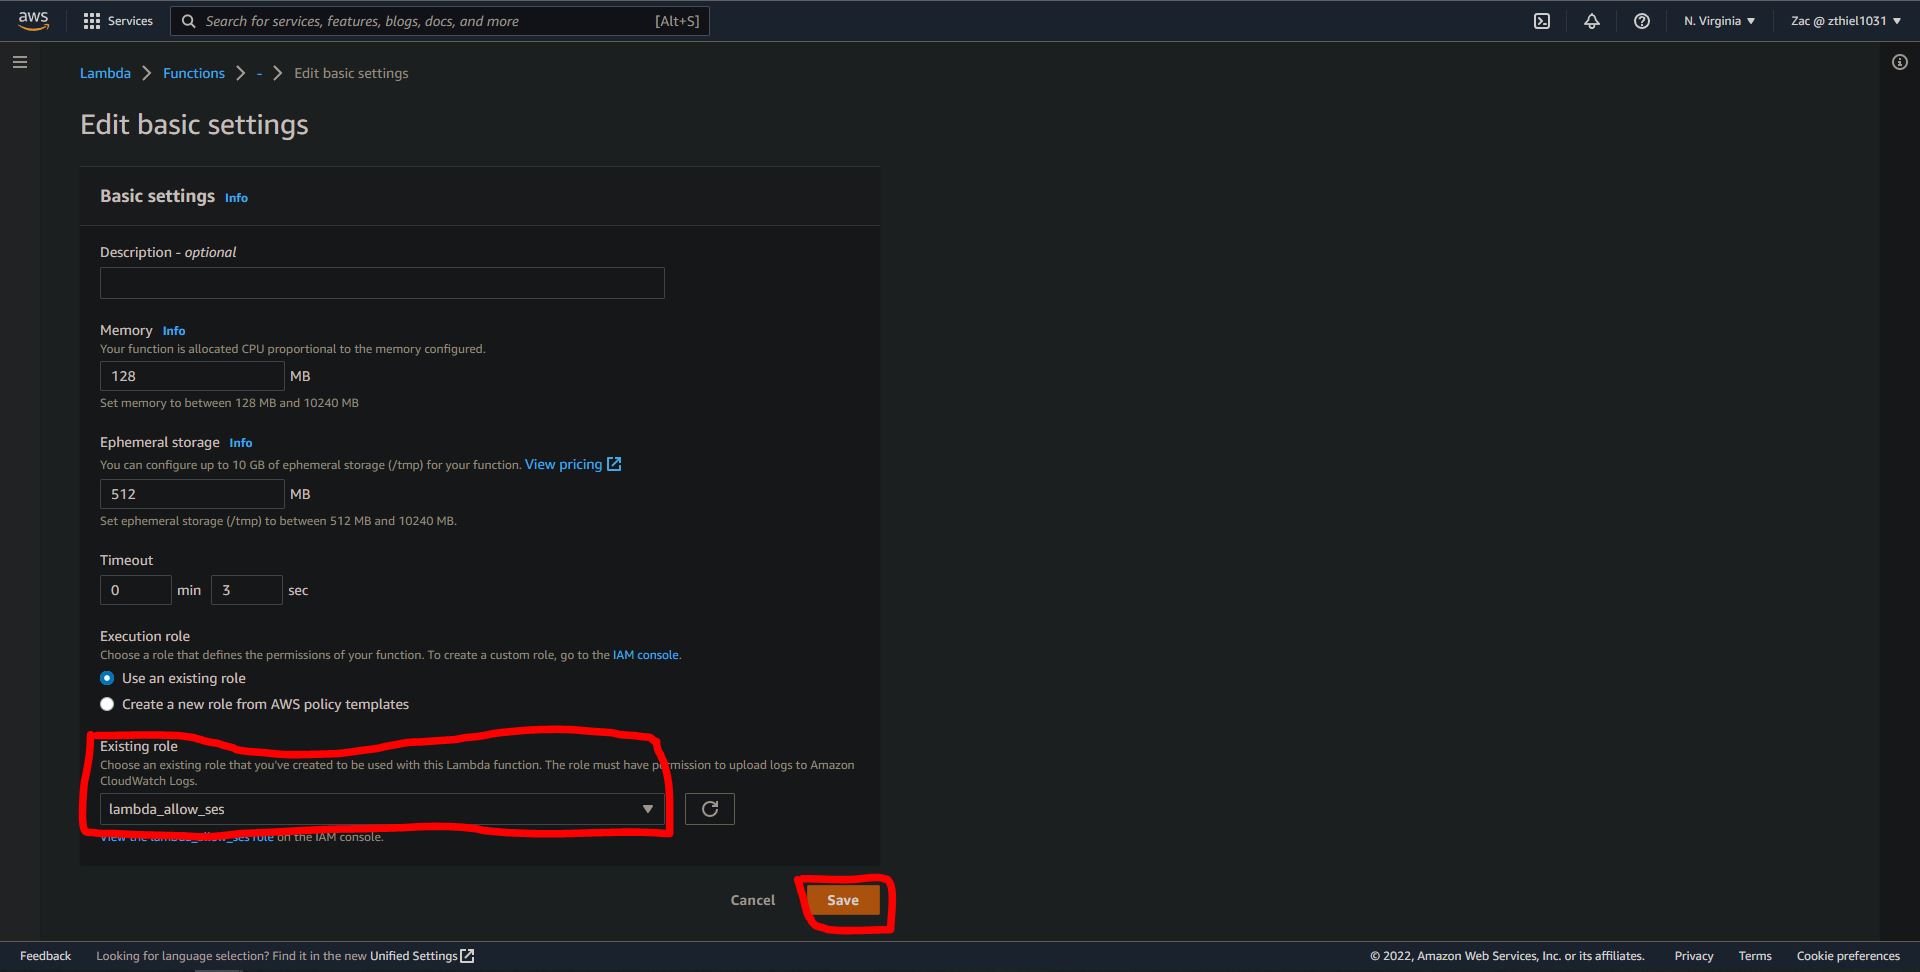 aws
Services
Search for services, features, blogs, docs, and more [Alt+S]
N. Virginia
Zac @ zthiel1031
Lambda Functions - Edit basic settings
Edit basic settings
Basic settings Info
Description - optional
Memory Info
Your function is allocated CPU proportional to the memory configured.
128 MB
Set memory to between 128 MB and 10240 MB
Ephemeral storage Info
You can configure up to 10 GB of ephemeral storage (/tmp) for your function. View pricing
512 MB
Set ephemeral storage (/tmp) to between 512 MB and 10240 MB.
Timeout
0 min 3 sec
Execution role
Choose a role that defines the permissions of your function. To create a custom role, go to the IAM console.
Use an existing role
Create a new role from AWS policy templates
Existing role
Choose an existing role that you've created to be used with this Lambda function. The role must have permission to upload logs to Amazon
CloudWatch Logs.
lambda_allow_ses
View the lambda_allow_ses role on the IAM console.
Cancel Save
Feedback Looking for language selection? Find it in the new Unified Settings © 2022, Amazon Web Services, Inc. or its affiliates. Privacy Terms Cookie preferences